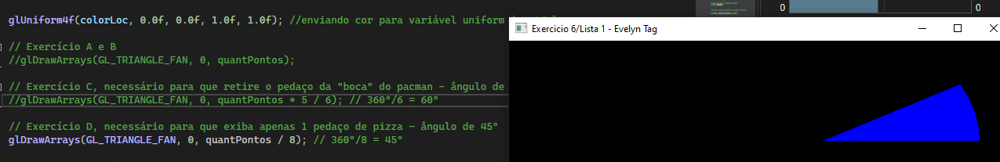 glUniform4f(colorLoc, 0.0f, 0.0f, 1.0f, 1.0f); //enviando cor para variável uniform
// Exercício A e B
//glDrawArrays(GL_TRIANGLE_FAN, 0, quantPontos);
// Exercício C, necessário para que retire o pedaço da "boca" do pacman - ângulo de
//glDrawArrays(GL_TRIANGLE_FAN, 0, quantPontos * 5 / 6); // 360°/6 = 60°
// Exercício D, necessário para que exiba apenas 1 pedaço de pizza - ângulo de 45°
glDrawArrays(GL_TRIANGLE_FAN, 0, quantPontos / 8); // 360°/8 = 45°
0 0
Exercicio 6/Lista 1 - Evelyn Tag